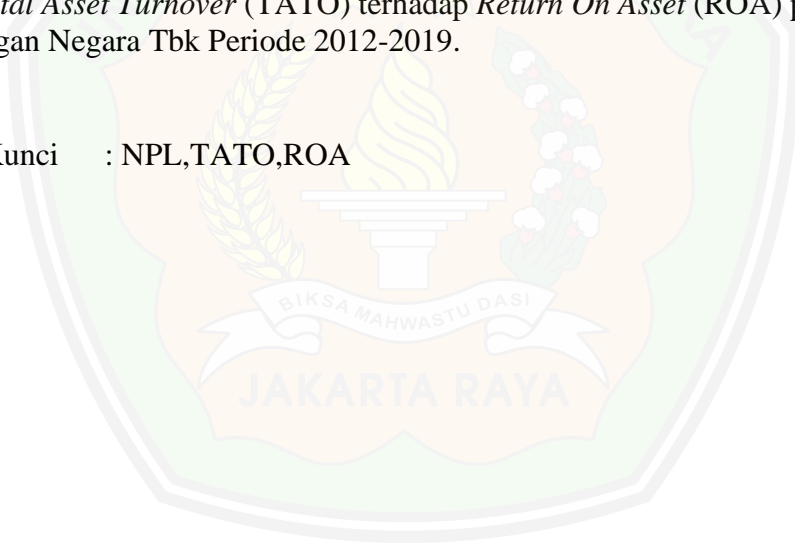 tal Asset Turnover (TATO) terhadap Return On Asset (ROA) p
gan Negara Tbk Periode 2012-2019.
Kunci : NPL,TATO,ROA
BIKSA MAHWASTU DASI
JAKARTA RAYA